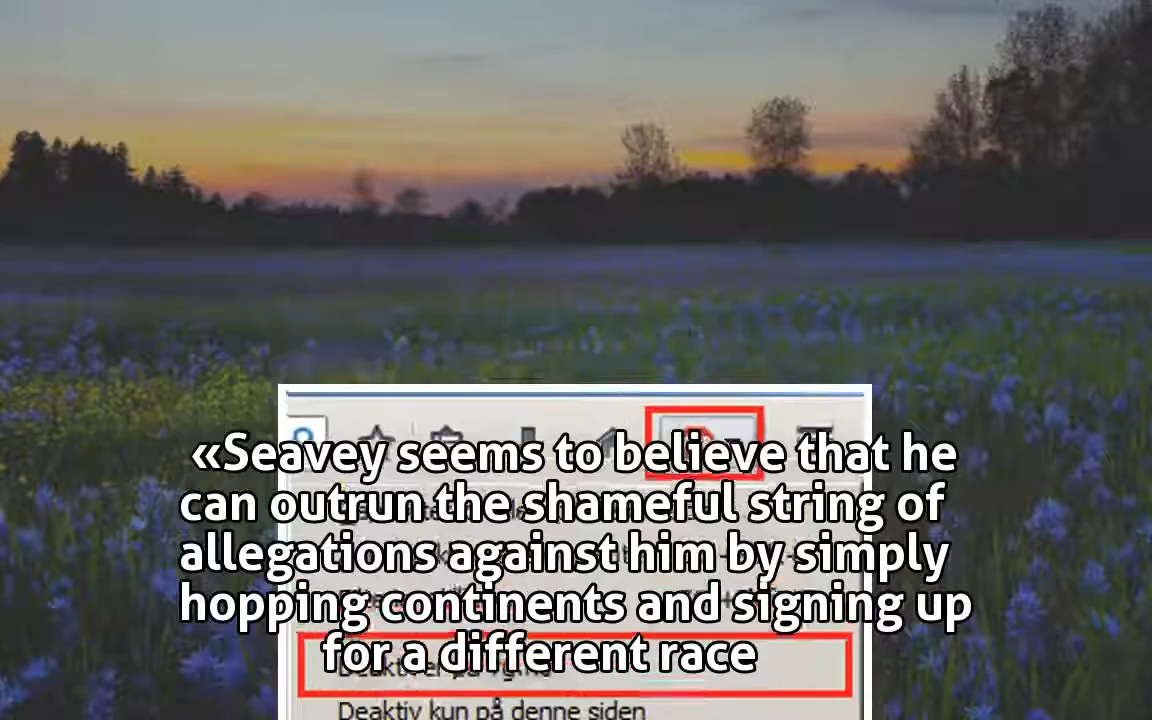 «Seavey seems to believe that he
can outrun the shameful string of
allegations against him by simply
hopping continents and signing up
for a different race
Deaktiv kun på denne siden